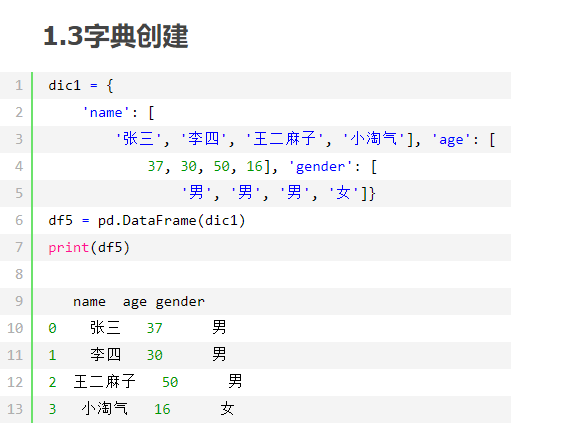 1.3字典创建
1 dic1 = {
2 'name': [
3 '张三', '李四', '王二麻子', '小淘气'], 'age': [
4 37, 30, 50, 16], 'gender': [
5 '男', '男', '男', '女']}
6 df5 = pd.DataFrame(dic1)
7 print(df5)
8
9 name age gender
10 0 张三 37 男
11 1 李四 30 男
12 2 王二麻子 50 男
13 3 小淘气 16 女